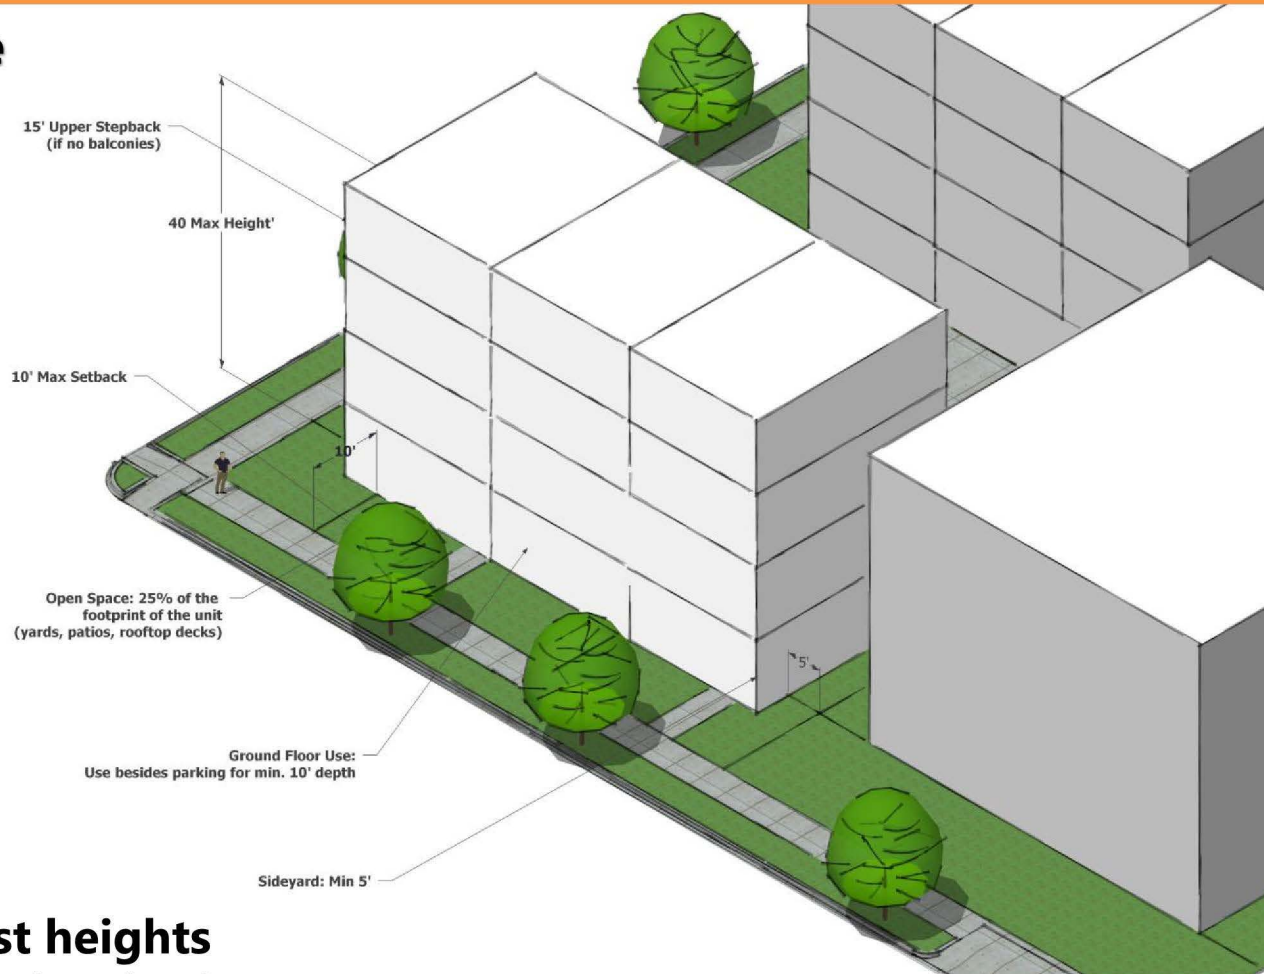 e
15' Upper Stepback
(if no balconies)
40 Max Height'
10' Max Setback
10'
Open Space: 25% of the
footprint of the unit
(yards, patios, rooftop decks)
5'
Ground Floor Use:
Use besides parking for min. 10' depth
Sideyard: Min 5'
st heights